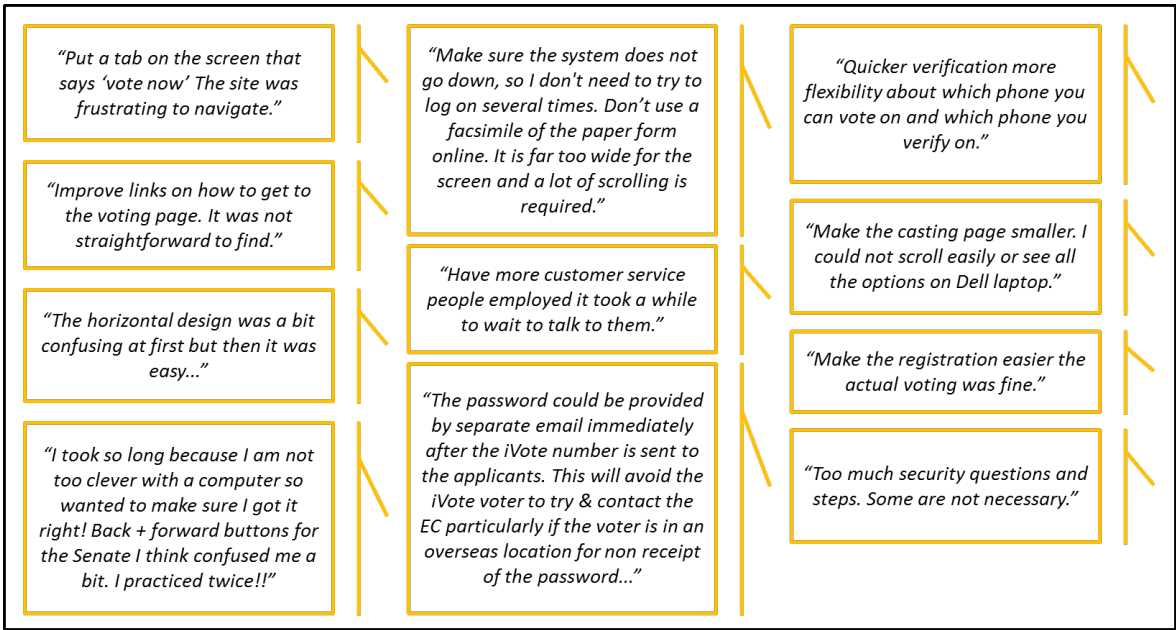 “Put a tab on the screen that
says ‘vote now’ The site was
frustrating to navigate.”
“Improve links on how to get to
the voting page. It was not
straightforward to find.”
“The horizontal design was a bit
confusing at first but then it was
easy...”
“I took so long because I am not
too clever with a computer so
wanted to make sure I got it
right! Back + forward buttons for
the Senate I think confused me a
bit. I practiced twice!!”
“Make sure the system does not
go down, so I don't need to try to
log on several times. Don’t use a
facsimile of the paper form
online. It is far too wide for the
screen and a lot of scrolling is
required.”
“Have more customer service
people employed it took a while
to wait to talk to them.”
“The password could be provided
by separate email immediately
after the iVote number is sent to
the applicants. This will avoid the
iVote voter to try & contact the
EC particularly if the voter is in an
overseas location for non receipt
of the password...”
“Quicker verification more
flexibility about which phone you
can vote on and which phone you
verify on.”
“Make the casting page smaller. I
could not scroll easily or see all
the options on Dell laptop.”
“Make the registration easier the
actual voting was fine.”
“Too much security questions and
steps. Some are not necessary.”